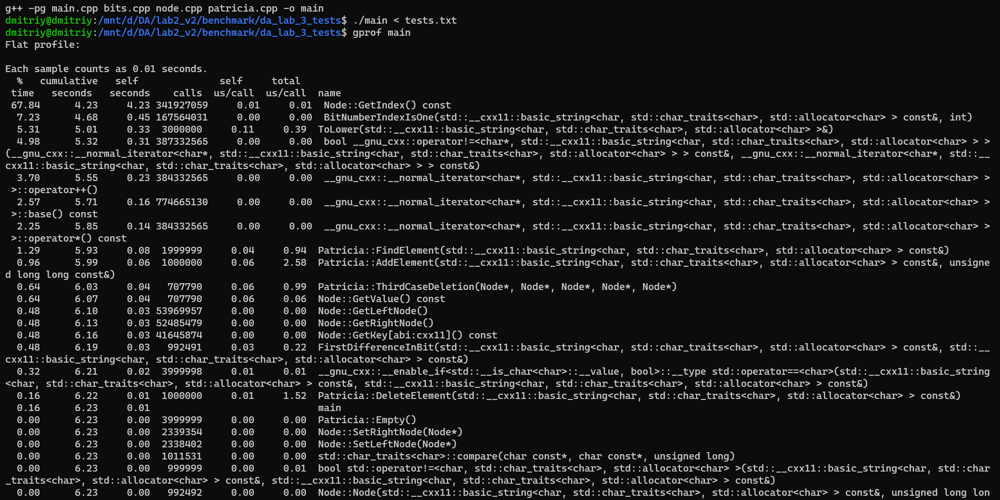 g++ -pg main.cpp bits.cpp node.cpp patricia.cpp -o main
dmitriy@dmitriy:/mnt/d/DA/lab2_v2/benchmark/da_lab_3_tests$ ./main < tests.txt
dmitriy@dmitriy:/mnt/d/DA/lab2_v2/benchmark/da_lab_3_tests$ gprof main
Flat profile:

Each sample counts as 0.01 seconds.
  %   cumulative   self              self     total
 time   seconds   seconds    calls  us/call  us/call  name
 67.84      4.23     4.23 341927059     0.01     0.01  Node::GetIndex() const
  7.23      4.68     0.45 167564031     0.00     0.00  BitNumberIndexIsOne(std::__cxx11::basic_string<char, std::char_traits<char>, std::allocator<char> > const&, int)
  5.31      5.01     0.33  3000000     0.11     0.39  ToLower(std::__cxx11::basic_string<char, std::char_traits<char>, std::allocator<char> >&)
  4.98      5.32     0.31 387332565     0.00     0.00  bool __gnu_cxx::operator!=<char*, std::__cxx11::basic_string<char, std::char_traits<char>, std::allocator<char> > >
(__gnu_cxx::__normal_iterator<char*, std::__cxx11::basic_string<char, std::char_traits<char>, std::allocator<char> > > const&, __gnu_cxx::__normal_iterator<char*, std::__
cxx11::basic_string<char, std::char_traits<char>, std::allocator<char> > > const&)
  3.70      5.55     0.23 384332565     0.00     0.00  __gnu_cxx::__normal_iterator<char*, std::__cxx11::basic_string<char, std::char_traits<char>, std::allocator<char> >
 >::operator++()
  2.57      5.71     0.16 774665130     0.00     0.00  __gnu_cxx::__normal_iterator<char*, std::__cxx11::basic_string<char, std::char_traits<char>, std::allocator<char> >
 >::base() const
  2.25      5.85     0.14 384332565     0.00     0.00  __gnu_cxx::__normal_iterator<char*, std::__cxx11::basic_string<char, std::char_traits<char>, std::allocator<char> >
 >::operator*() const
  1.29      5.93     0.08  1999999     0.04     0.94  Patricia::FindElement(std::__cxx11::basic_string<char, std::char_traits<char>, std::allocator<char> > const&)
  0.96      5.99     0.06  1000000     0.06     2.58  Patricia::AddElement(std::__cxx11::basic_string<char, std::char_traits<char>, std::allocator<char> > const&, unsigne
d long long const&)
  0.64      6.03     0.04   707790     0.06     0.99  Patricia::ThirdCaseDeletion(Node*, Node*, Node*, Node*, Node*)
  0.64      6.07     0.04   707790     0.06     0.06  Node::GetValue() const
  0.48      6.10     0.03 53969957     0.00     0.00  Node::GetLeftNode()
  0.48      6.13     0.03 52485479     0.00     0.00  Node::GetRightNode()
  0.48      6.16     0.03 41645874     0.00     0.00  Node::GetKey[abi:cxx11]() const
  0.48      6.19     0.03   992491     0.03     0.22  FirstDifferenceInBit(std::__cxx11::basic_string<char, std::char_traits<char>, std::allocator<char> > const&, std::__
cxx11::basic_string<char, std::char_traits<char>, std::allocator<char> > const&)
  0.32      6.21     0.02  3999998     0.01     0.01  __gnu_cxx::__enable_if<std::__is_char<char>::__value, bool>::__type std::operator==<char>(std::__cxx11::basic_string
<char, std::char_traits<char>, std::allocator<char> > const&, std::__cxx11::basic_string<char, std::char_traits<char>, std::allocator<char> > const&)
  0.16      6.22     0.01  1000000     0.01     1.52  Patricia::DeleteElement(std::__cxx11::basic_string<char, std::char_traits<char>, std::allocator<char> > const&)
  0.16      6.23     0.01                             main
  0.00      6.23     0.00  3999999     0.00     0.00  Patricia::Empty()
  0.00      6.23     0.00  2339354     0.00     0.00  Node::SetRightNode(Node*)
  0.00      6.23     0.00  2338402     0.00     0.00  Node::SetLeftNode(Node*)
  0.00      6.23     0.00  1011531     0.00     0.00  std::char_traits<char>::compare(char const*, char const*, unsigned long)
  0.00      6.23     0.00   999999     0.00     0.01  bool std::operator!=<char, std::char_traits<char>, std::allocator<char> >(std::__cxx11::basic_string<char, std::char
_traits<char>, std::allocator<char> > const&, std::__cxx11::basic_string<char, std::char_traits<char>, std::allocator<char> > const&)
  0.00      6.23     0.00   992492     0.00     0.00  Node::Node(std::__cxx11::basic_string<char, std::char_traits<char>, std::allocator<char> > const&, unsigned long lon